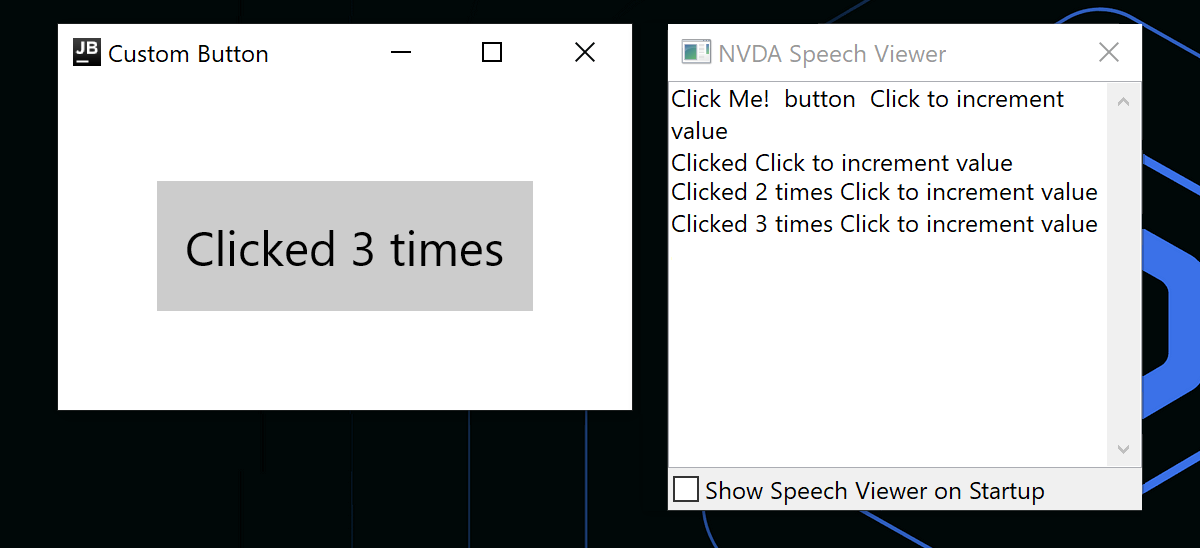 JB Custom Button
Clicked 3 times
NVDA Speech Viewer
Click Me!  button  Click to increment
value
Clicked Click to increment value
Clicked 2 times Click to increment value
Clicked 3 times Click to increment value
Show Speech Viewer on Startup